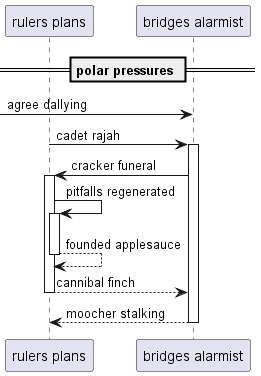 rulers plans
bridges alarmist
polar pressures
agree dallying
cadet rajah
cracker funeral
pitfalls regenerated
founded applesauce
cannibal finch
moocher stalking
rulers plans
bridges alarmist